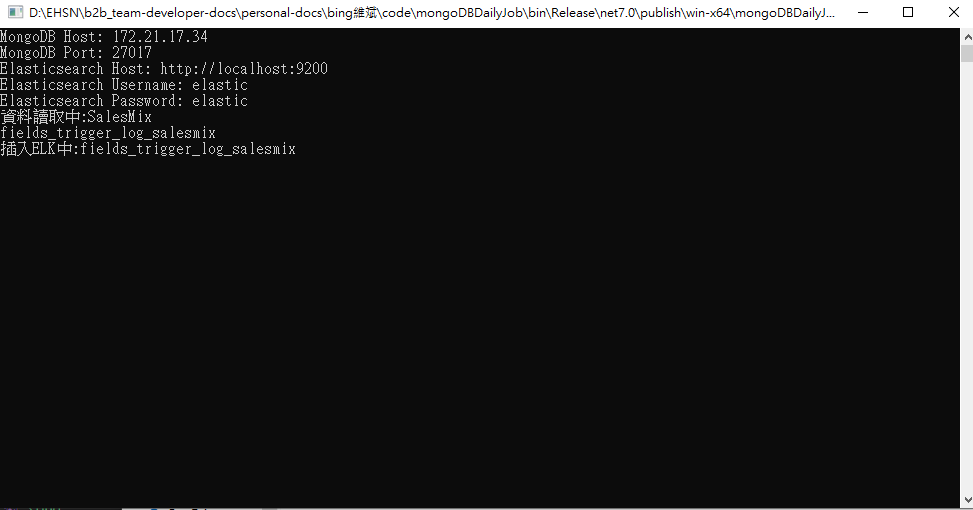 D:\EHSN\b2b_team-developer-docs\personal-docs\bing維斌\code\mongoDBDailyJob\bin\Release\net7.0\publish\win-x64\mongoDBDailyJ...
MongoDB Host: 172.21.17.34
MongoDB Port: 27017
Elasticsearch Host: http://localhost:9200
Elasticsearch Username: elastic
Elasticsearch Password: elastic
資料讀取中:SalesMix
fields_trigger_log_salesmix
插入ELK中:fields_trigger_log_salesmix